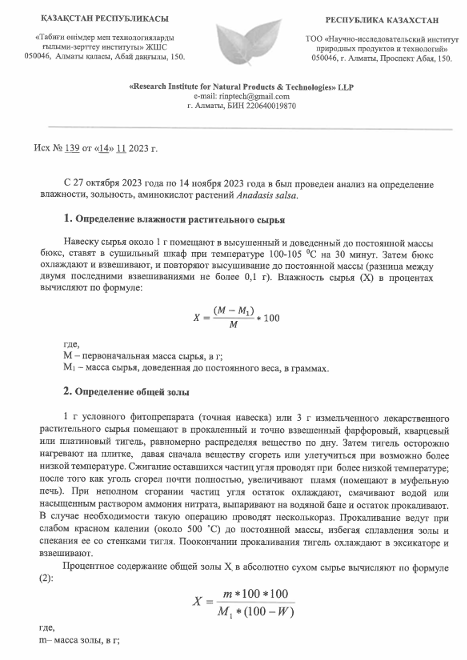 ҚАЗАҚСТАН РЕСПУБЛИКАСЫ
«Табиғи өнімдер мен технологияларды
ғылыми-зерттеу институты» ЖШС
050046, Алматы қаласы, Абай даңғылы, 150.
РЕСПУБЛИКА КАЗАХСТАН
ТОО «Научно-исследовательский институт
природных продуктов и технологий»
050046, г. Алматы, Проспект Абая, 150.
«Research Institute for Natural Products & Technologies» LLP
e-mail: rinptech@gmail.com
г. Алматы, БИН 220640019870
Исх № 139 от «14» 11 2023 г.
С 27 октября 2023 года по 14 ноября 2023 года в был проведен анализ на определение
влажности, зольность, аминокислот растений Anadasis salsa.
1. Определение влажности растительного сырья
Навеску сырья около 1 г помещают в высушенный и доведенный до постоянной массы
бюкс, ставят в сушильный шкаф при температуре 100-105 ⁰С на 30 минут. Затем бюкс
охлаждают и взвешивают, и повторяют высушивание до постоянной массы (разница между
двумя последними взвешиваниями не более 0,1 г). Влажность сырья (X) в процентах
вычисляют по формуле:
X = (M − M₁) / M * 100
где,
М – первоначальная масса сырья, в г;
М₁ – масса сырья, доведенная до постоянного веса, в граммах.
2. Определение общей золы
1 г условного фитопрепарата (точная навеска) или 3 г измельченного лекарственного
растительного сырья помещают в прокаленный и точно взвешенный фарфоровый, кварцевый
или платиновый тигель, равномерно распределяя вещество по дну. Затем тигель осторожно
нагревают на плитке, давая сначала веществу сгореть или улетучиться при возможно более
низкой температуре. Сжигание оставшихся частиц угля проводят при более низкой температуре;
после того как уголь сгорел почти полностью, увеличивают пламя (помещают в муфельную
печь). При неполном сгорании частиц угля остаток охлаждают, смачивают водой или
насыщенным раствором аммония нитрата, выпаривают на водяной бане и остаток прокаливают.
В случае необходимости такую операцию проводят несколькораз. Прокаливание ведут при
слабом красном калении (около 500 ˚С) до постоянной массы, избегая сплавления золы и
спекания ее со стенками тигля. Поокончании прокаливания тигель охлаждают в эксикаторе и
взвешивают.
Процентное содержание общей золы X, в абсолютно сухом сырье вычисляют по формуле
(2):
X = m*100*100 / M₁*(100−W)
где,
m– масса золы, в г;